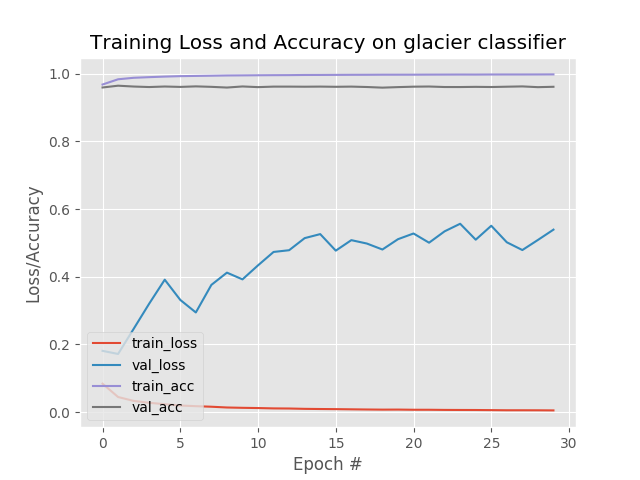 Training Loss and Accuracy on glacier classifier
Loss/Accuracy
1.0
0.8
0.6
0.4
0.2
0.0
train_loss
val_loss
train_acc
val_acc
0 5 10 15 20 25 30
Epoch #